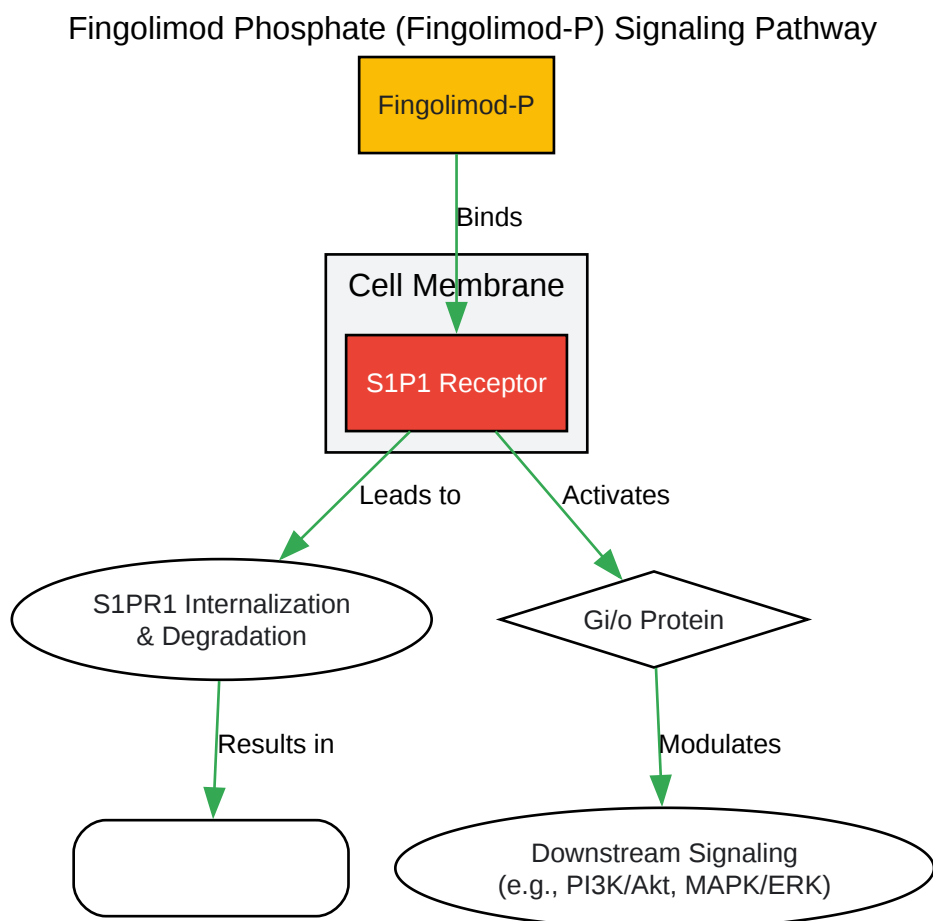 Fingolimod Phosphate (Fingolimod-P) Signaling Pathway
Fingolimod-P
Binds
Cell Membrane
S1P1 Receptor
Leads to
Activates
S1PR1 Internalization
& Degradation
Gi/o Protein
Results in
Modulates
Downstream Signaling
(e.g., PI3K/Akt, MAPK/ERK)